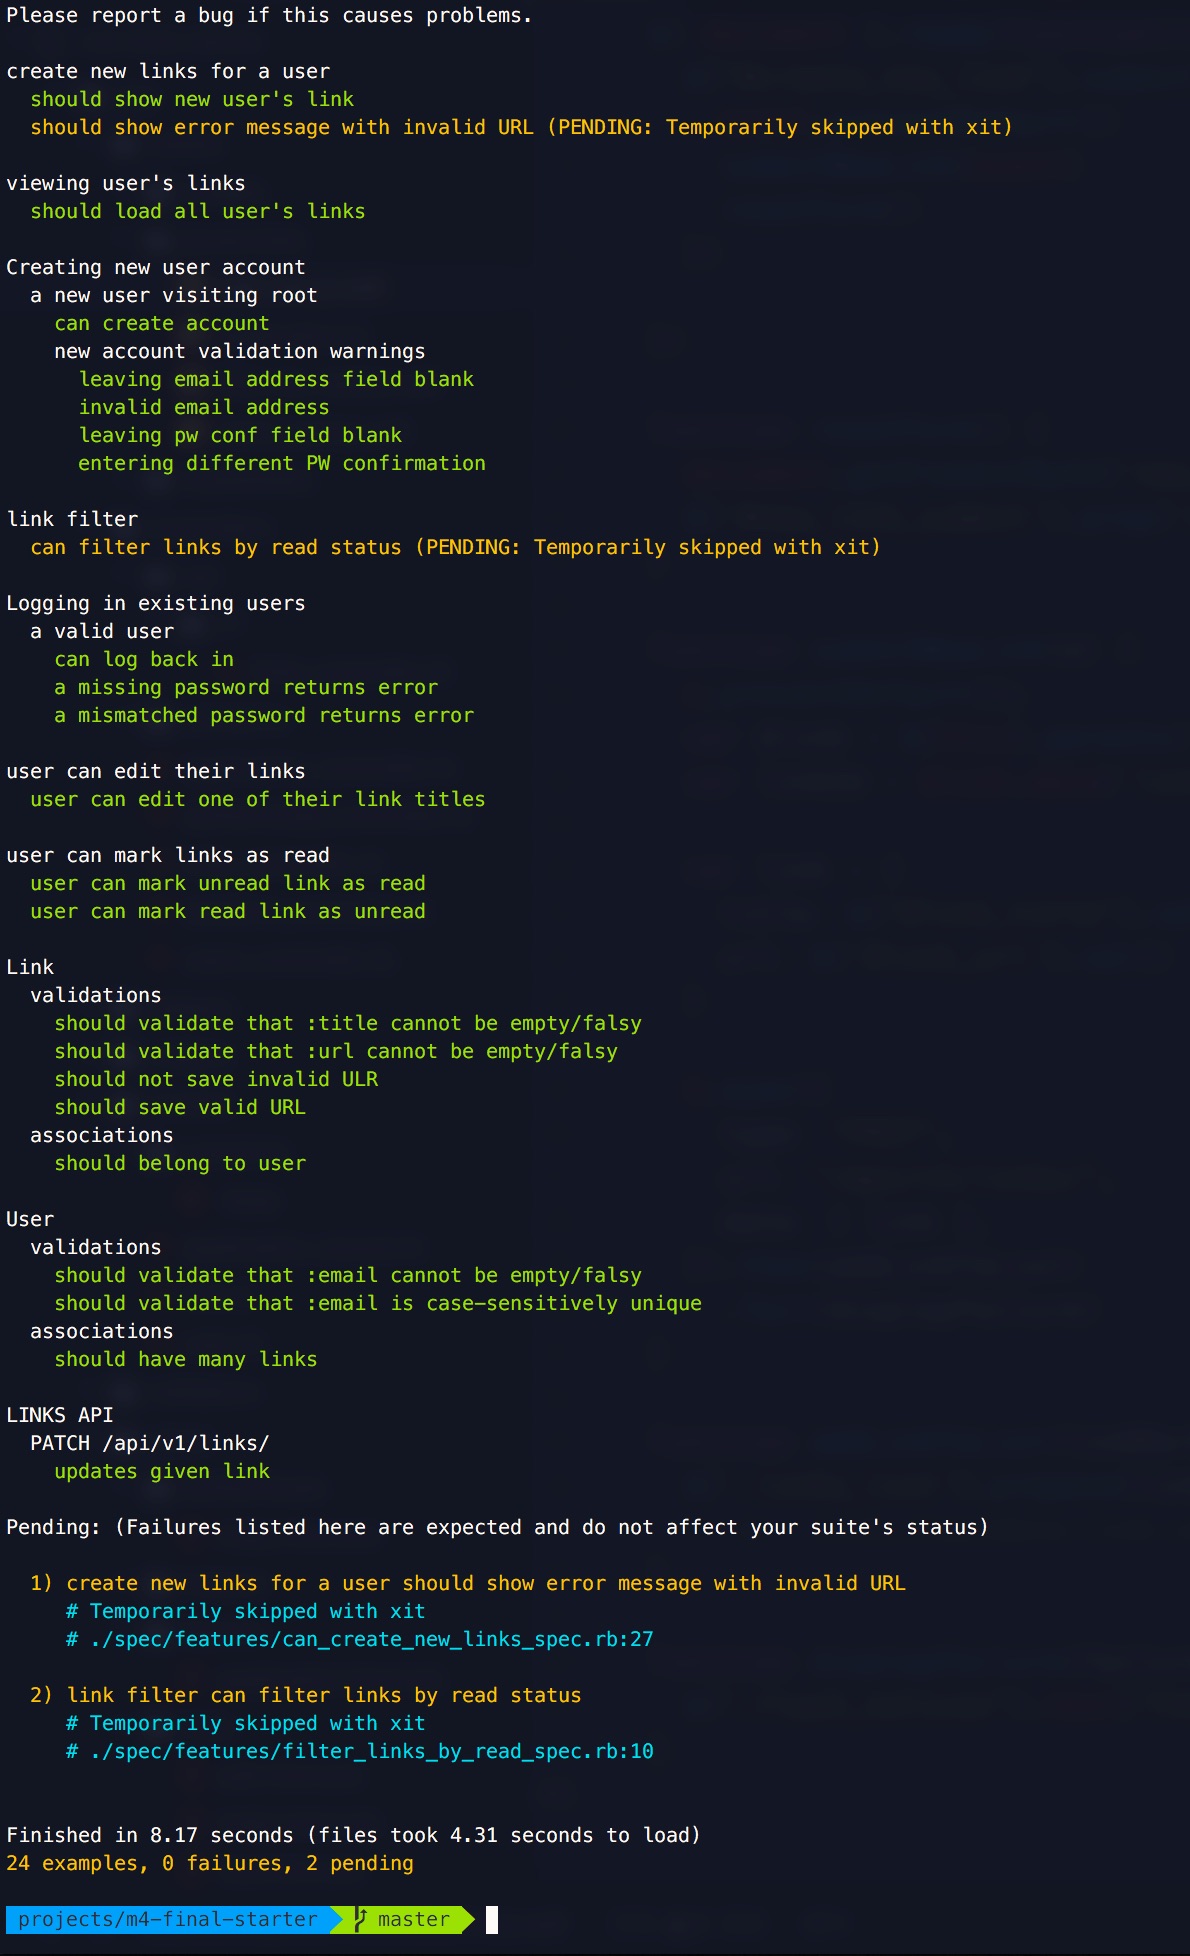 Please report a bug if this causes problems.
create new links for a user
should show new user's link
should show error message with invalid URL (PENDING: Temporarily skipped with xit)
viewing user's links
should load all user's links
Creating new user account
a new user visiting root
can create account
new account validation warnings
leaving email address field blank
invalid email address
leaving pw conf field blank
entering different PW confirmation
link filter
can filter links by read status (PENDING: Temporarily skipped with xit)
Logging in existing users
a valid user
can log back in
a missing password returns error
a mismatched password returns error
user can edit their links
user can edit one of their link titles
user can mark links as read
user can mark unread link as read
user can mark read link as unread
Link
validations
should validate that :title cannot be empty/falsy
should validate that :url cannot be empty/falsy
should not save invalid ULR
should save valid URL
associations
should belong to user
User
validations
should validate that :email cannot be empty/falsy
should validate that :email is case-sensitively unique
associations
should have many links
LINKS API
PATCH /api/v1/links/
updates given link
Pending: (Failures listed here are expected and do not affect your suite's status)
1) create new links for a user should show error message with invalid URL
# Temporarily skipped with xit
# ./spec/features/can_create_new_links_spec.rb:27
2) link filter can filter links by read status
# Temporarily skipped with xit
# ./spec/features/filter_links_by_read_spec.rb:10
Finished in 8.17 seconds (files took 4.31 seconds to load)
24 examples, 0 failures, 2 pending
projects/m4-final-starter master